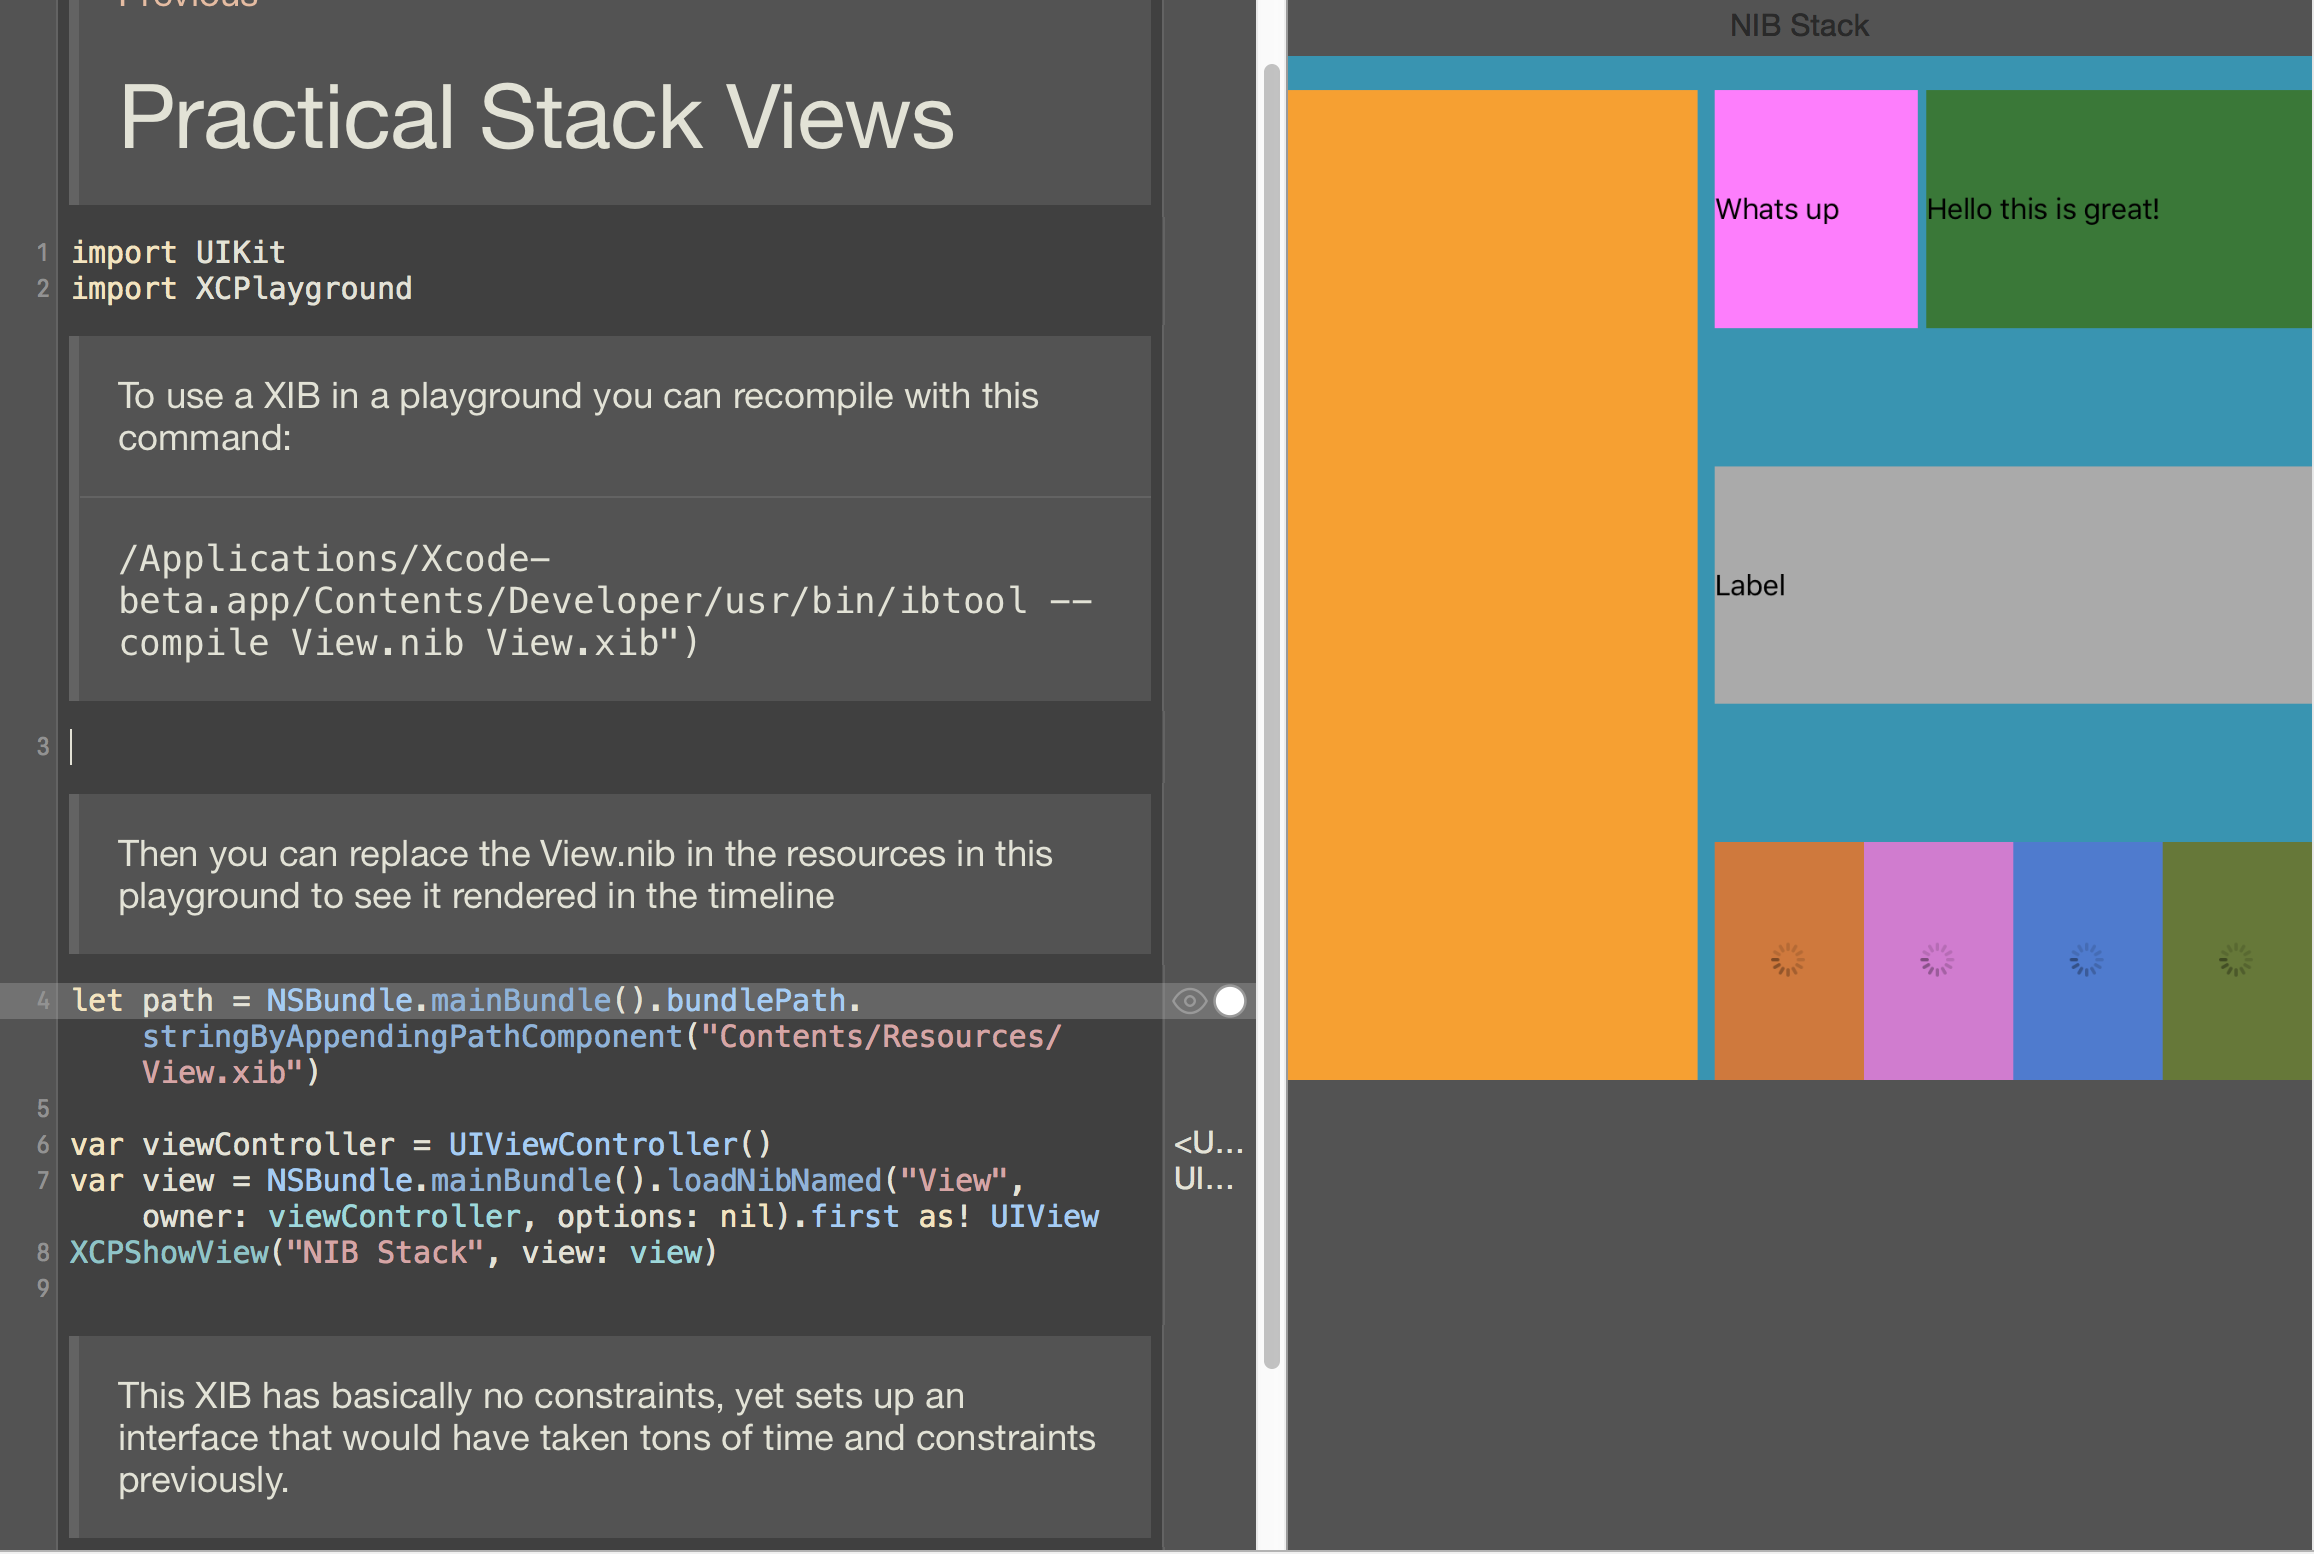 Previous
NIB Stack
Practical Stack Views
1 import UIKit
2 import XCPlayground
To use a XIB in a playground you can recompile with this
command:
/Applications/Xcode-
beta.app/Contents/Developer/usr/bin/ibtool --
compile View.nib View.xib")
3
Then you can replace the View.nib in the resources in this
playground to see it rendered in the timeline
4 let path = NSBundle.mainBundle().bundlePath.
stringByAppendingPathComponent("Contents/Resources/
View.xib")
5
6 var viewController = UIViewController()
<U...
7 var view = NSBundle.mainBundle().loadNibNamed("View",
UI...
owner: viewController, options: nil).first as! UIView
8 XCPShowView("NIB Stack", view: view)
9
This XIB has basically no constraints, yet sets up an
interface that would have taken tons of time and constraints
previously.
Whats up
Hello this is great!
Label